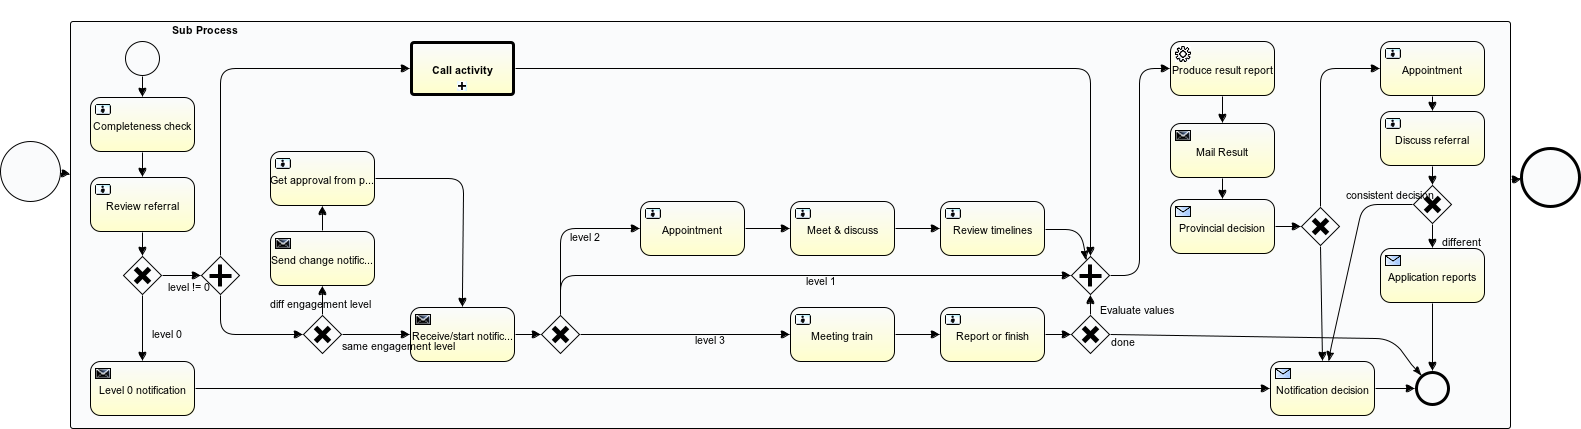 Sub Process
Call activity
Produce result report
Appointment
Completeness check
Discuss referral
Mail Result
Get approval from p...
Review referral
consistent decision
Appointment
Meet & discuss
Review timelines
Provincial decision
level 2
different
Send change notific...
Application reports
level != 0
level 1
diff engagement level
Evaluate values
level 0
Receive/start notific...
Meeting train
Report or finish
same engagement level
level 3
done
Level 0 notification
Notification decision